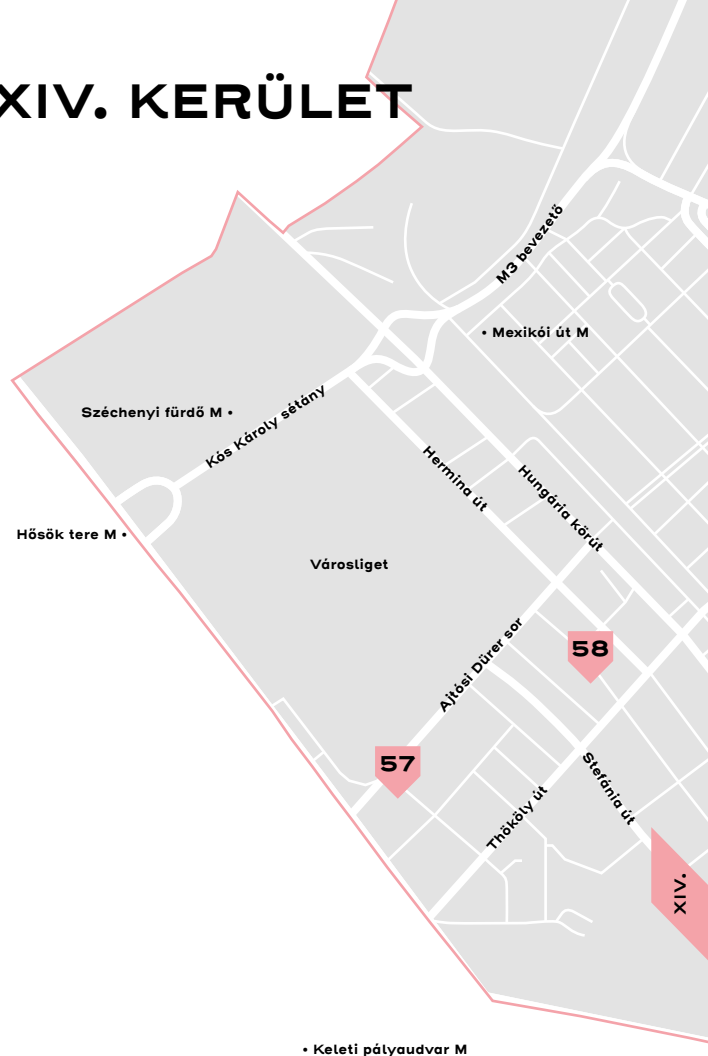 XIV. KERÜLET
M3 bevezető
• Mexikói út M
Széchenyi fürdő M •
Kós Károly sétány
Hermina út
Hungária körút
Hősök tere M •
Városliget
Ajtósi Dürer sor
58
57
Stefánia út
Thököly út
XIV.
• Keleti pályaudvar M